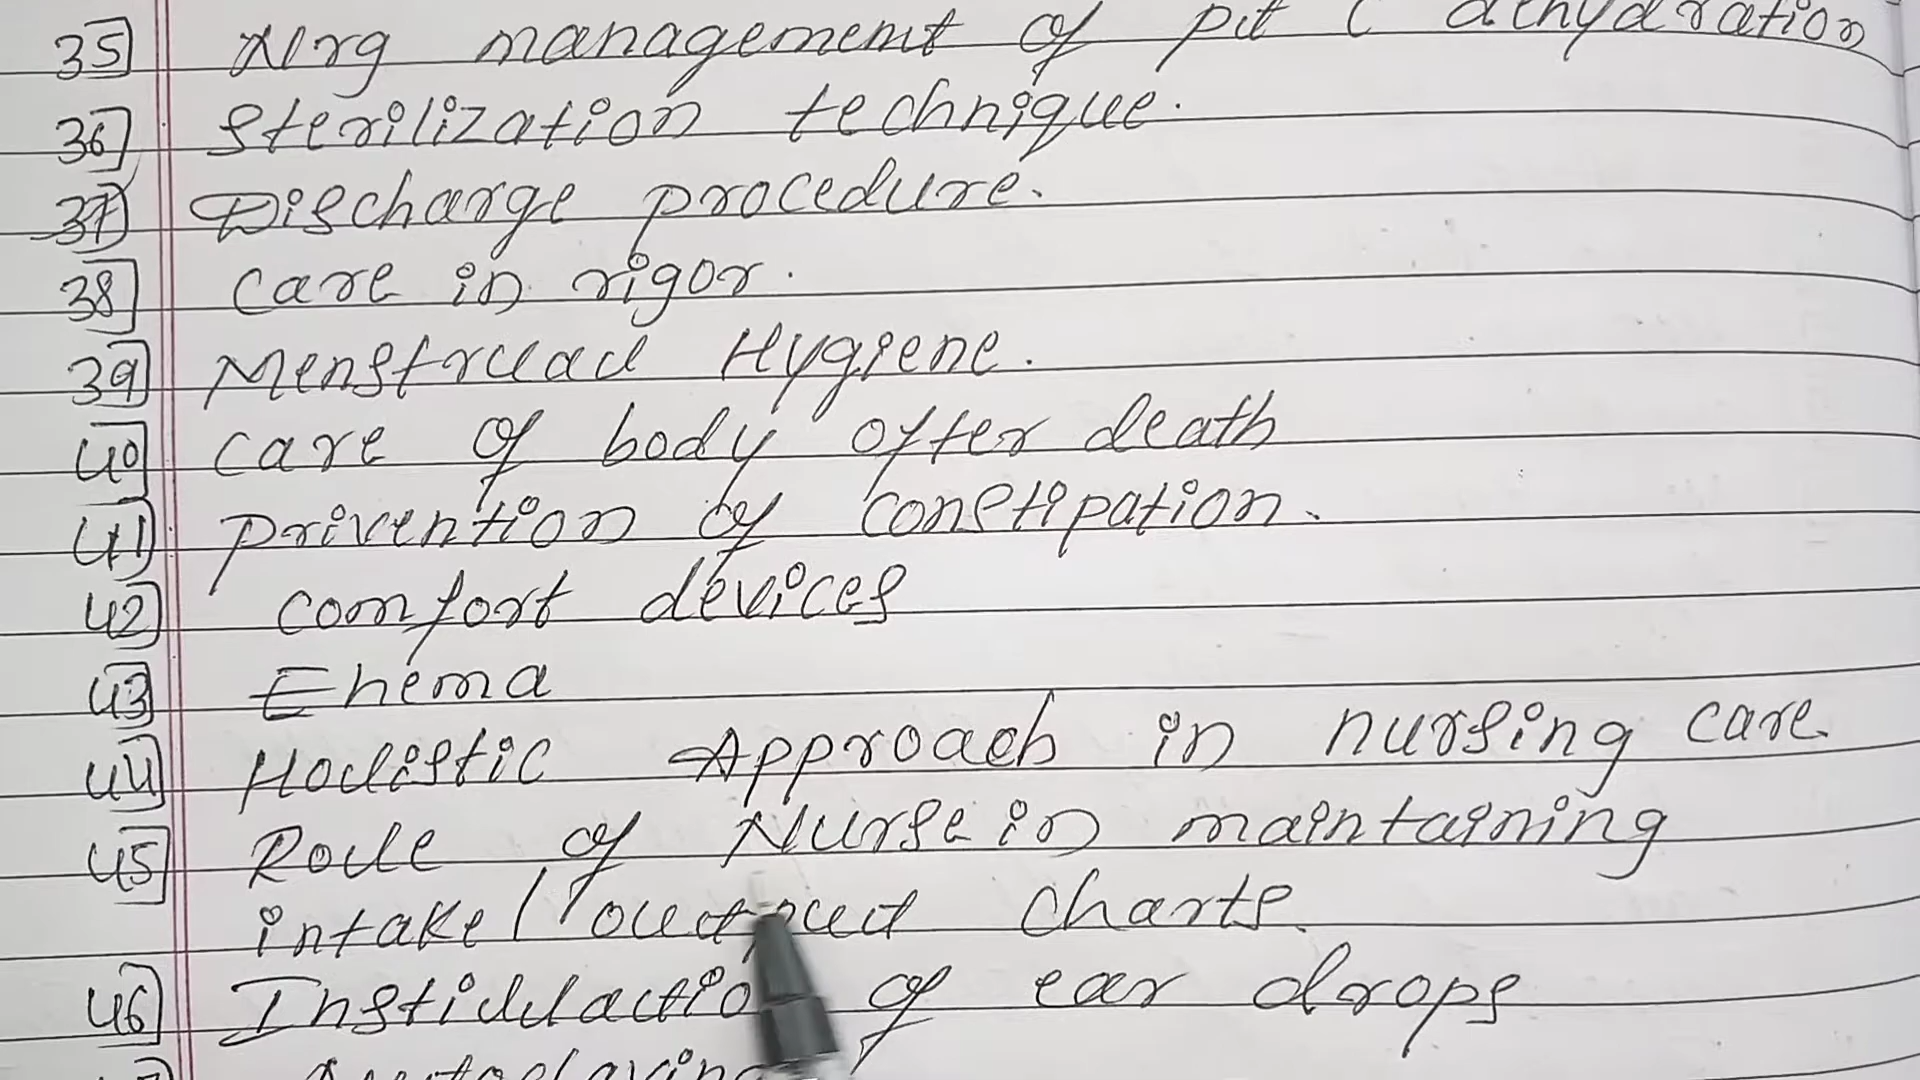 35 Nrg management of pt C dehydration
36 Sterilization technique.
37 Discharge procedure.
38 care in rigor.
39 Menstrual Hygiene.
40 care of body after death
41 privention of constipation.
42 comfort devices
43 Enema
44 Holistic Approach in nursing care.
45 Role of Nurse in maintaining
intake / output charts.
46 Instillation of ear drops